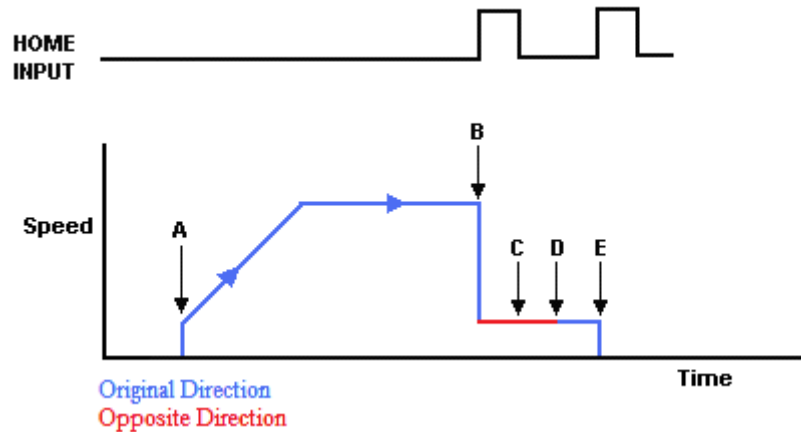 HOME
INPUT
B
Speed
A
C D E
Time
Original Direction
Opposite Direction